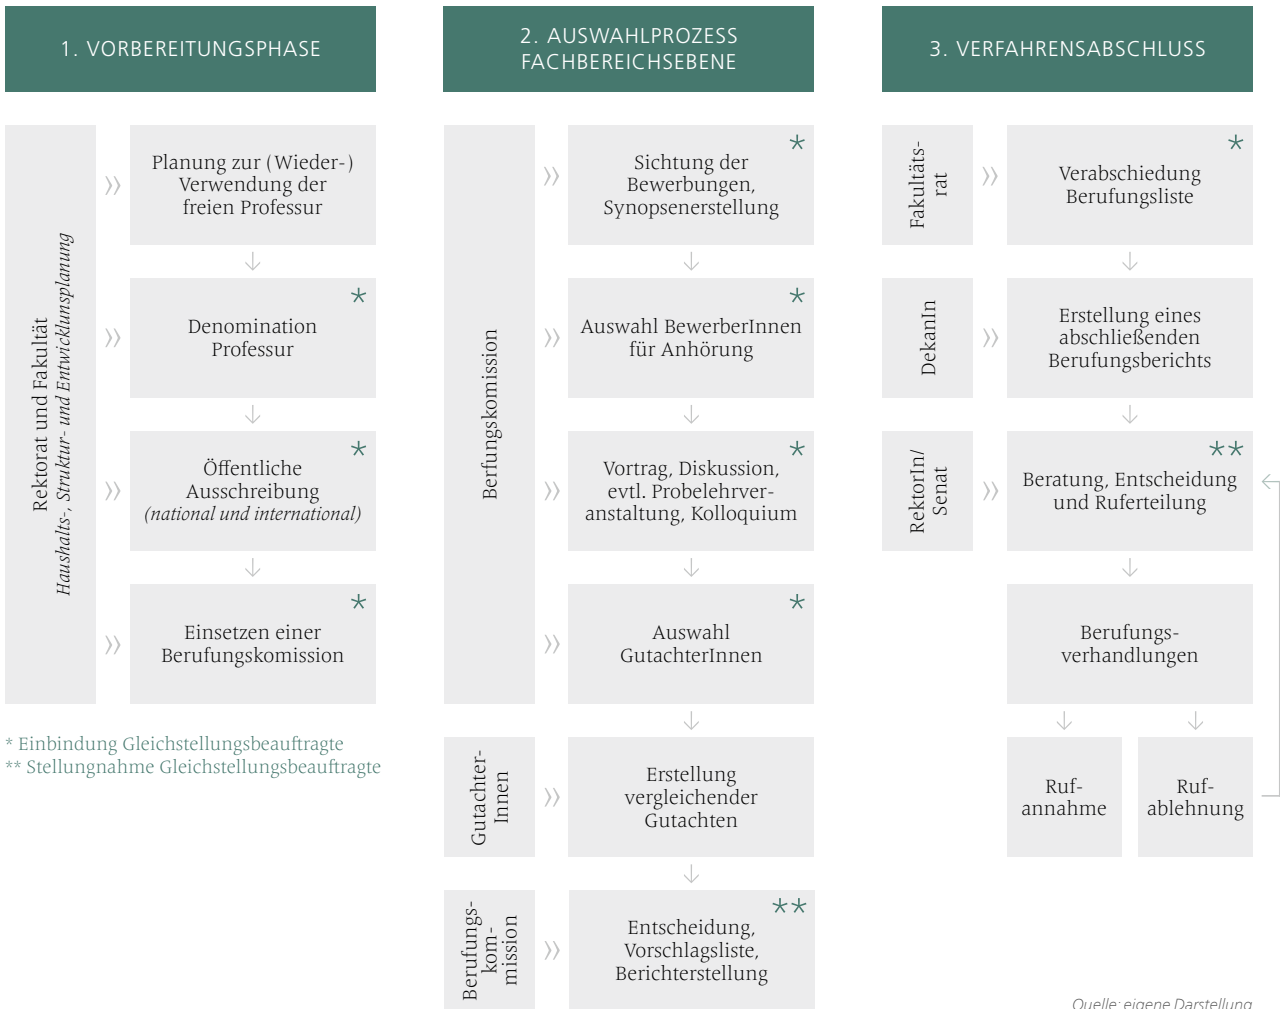 1. VORBEREITUNGSPHASE
Rektorat und Fakultät
Haushalts-, Struktur- und Entwicklunsplanung
Planung zur (Wieder-)
Verwendung der
freien Professur
*
Denomination
Professur
*
Öffentliche
Ausschreibung
(national und international)
*
Einsetzen einer
Berufungskomission
* Einbindung Gleichstellungsbeauftragte
** Stellungnahme Gleichstellungsbeauftragte
2. AUSWAHLPROZESS
FACHBEREICHSEBENE
Berfungskomission
*
Sichtung der
Bewerbungen,
Synopsenerstellung
*
Auswahl BewerberInnen
für Anhörung
*
Vortrag, Diskussion,
evtl. Probelehrver-
anstaltung, Kolloquium
*
Auswahl
GutachterInnen
Gutachter-
Innen
Erstellung
vergleichender
Gutachten
Berufungs-
kom-
mission
**
Entscheidung,
Vorschlagsliste,
Berichterstellung
3. VERFAHRENSABSCHLUSS
Fakultäts-
rat
*
Verabschiedung
Berufungsliste
DekanIn
Erstellung eines
abschließenden
Berufungsberichts
RektorIn/
Senat
**
Beratung, Entscheidung
und Ruferteilung
Berufungs-
verhandlungen
Ruf-
annahme
Ruf-
ablehnung
Quelle: eigene Darstellung